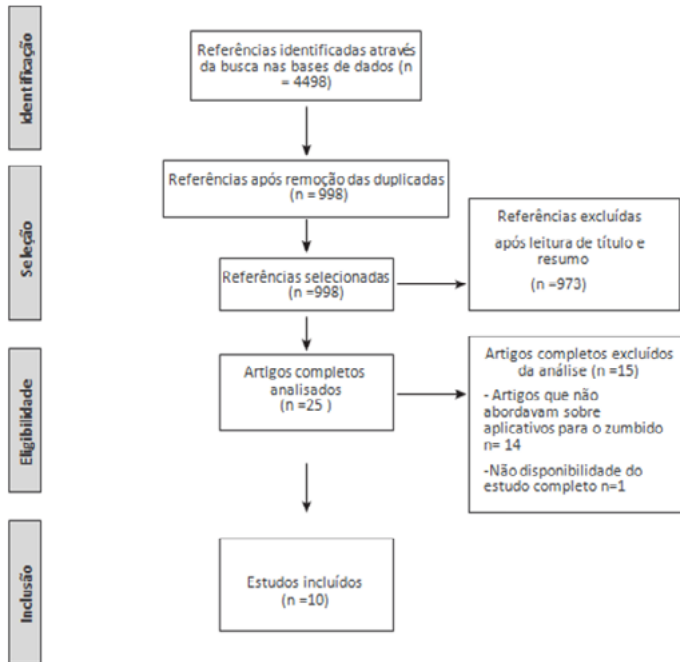 Identificação
Referências identificadas através
da busca nas bases de dados (n
= 4498)
Seleção
Referências após remoção das duplicadas
(n = 998)
Referências selecionadas
(n =998)
Referências excluídas
após leitura de título e
resumo
(n =973)
Eligibilidade
Artigos completos
analisados
(n =25 )
Artigos completos excluídos
da análise (n =15)
- Artigos que não
abordavam sobre
aplicativos para o zumbido
n= 14
-Não disponibilidade do
estudo completo n=1
Inclusão
Estudos incluídos
(n =10)